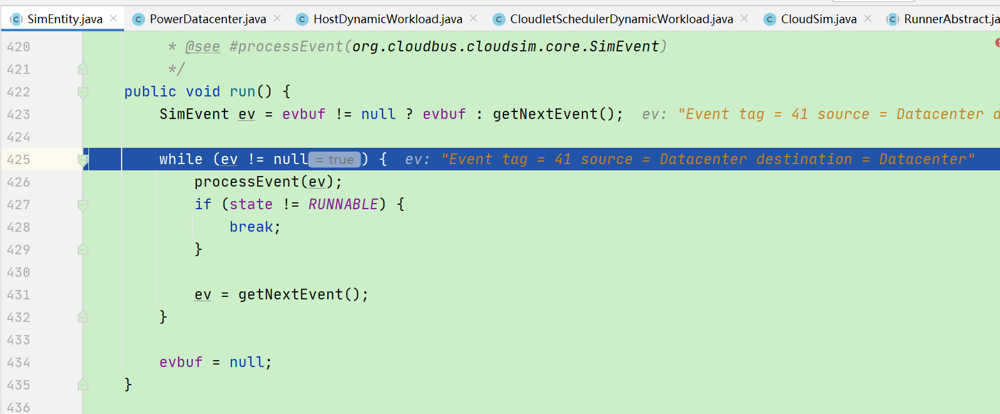 SimEntity.java PowerDatacenter.java HostDynamicWorkload.java CloudletSchedulerDynamicWorkload.java CloudSim.java RunnerAbstract.ja
420 * @see #processEvent(org.cloudbus.cloudsim.core.SimEvent)
421 */
422 public void run() {
423 SimEvent ev = evbuf != null ? evbuf : getNextEvent(); ev: "Event tag = 41 source = Datacenter d
424
425 while (ev != null = true) { ev: "Event tag = 41 source = Datacenter destination = Datacenter"
426 processEvent(ev);
427 if (state != RUNNABLE) {
428 break;
429 }
430
431 ev = getNextEvent();
432 }
433
434 evbuf = null;
435 }
436